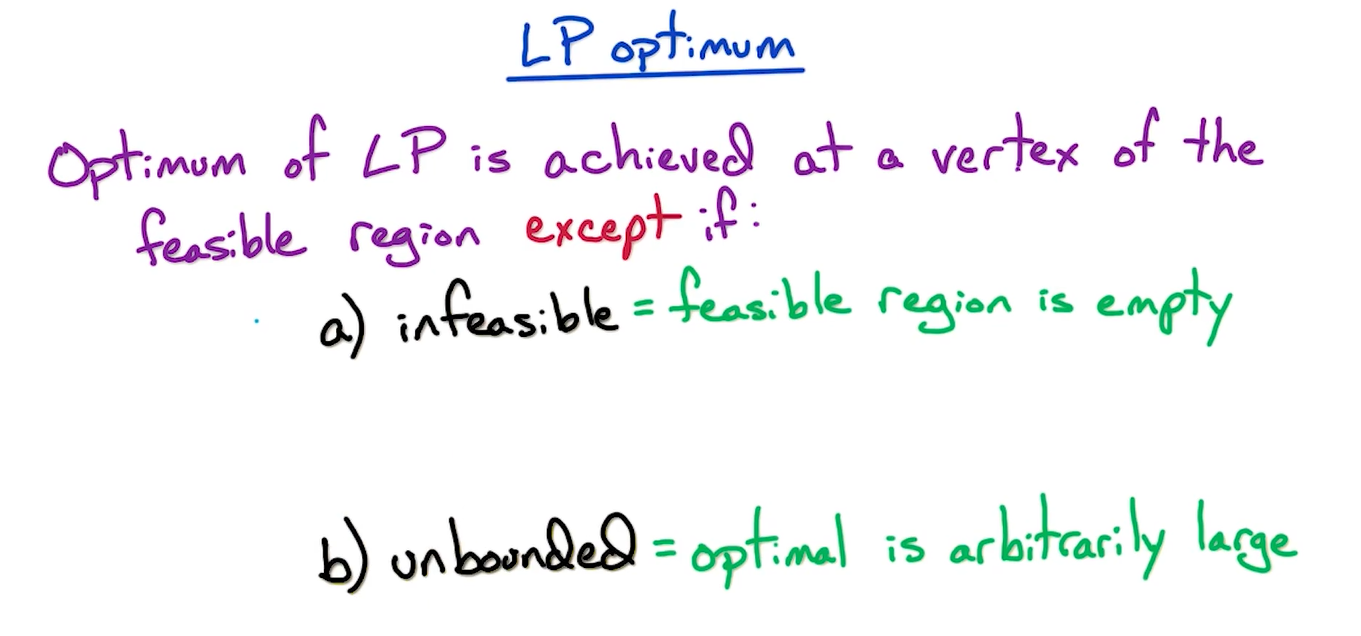 LP optimum
Optimum of LP is achieved at a vertex of the
feasible region except if:
a) infeasible = feasible region is empty
b) unbounded = optimal is arbitrarily large